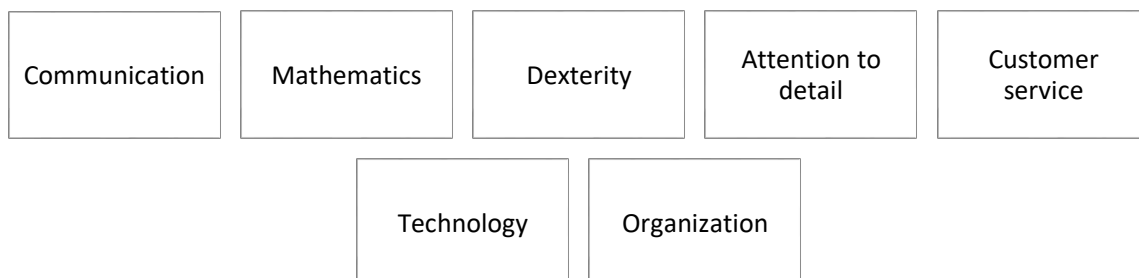 Communication
Mathematics
Dexterity
Attention to
detail
Customer
service
Technology
Organization